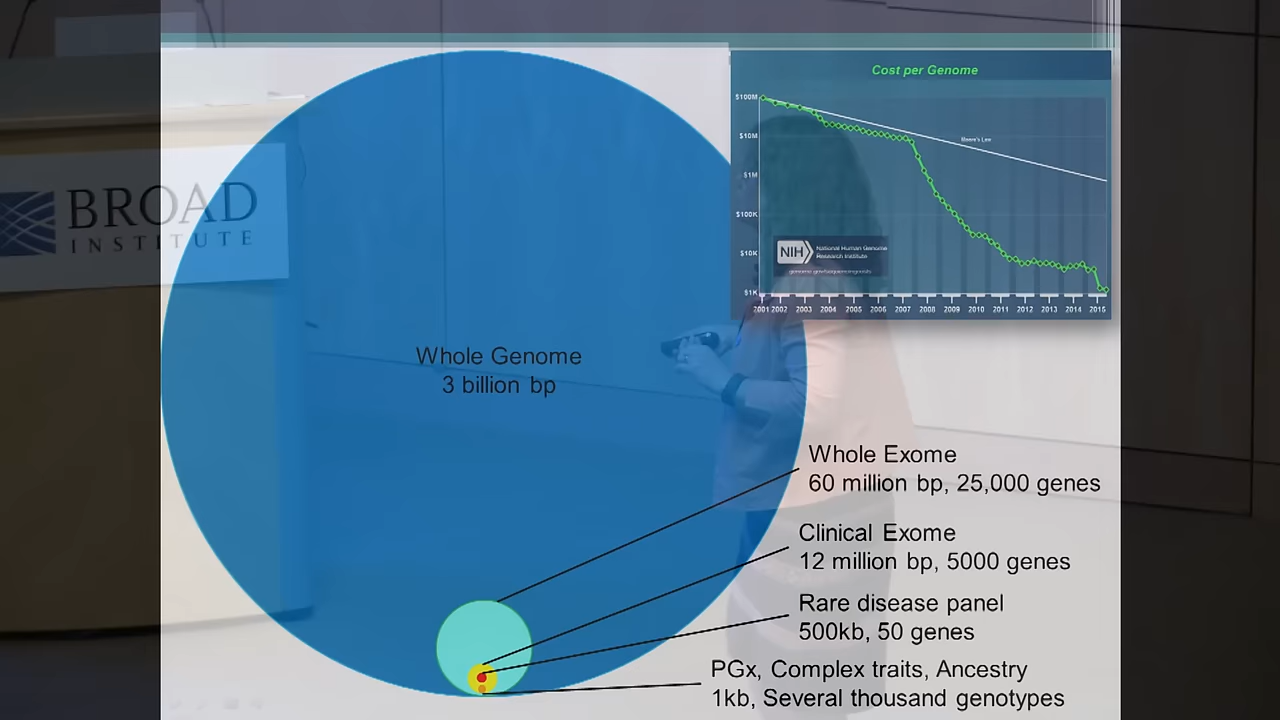 Cost per Genome
$100M
$10M
$1M
$100K
$10K
$1K
Moore's Law
NIH
National Human Genome
Research Institute
genome.gov/sequencingcosts
2001 2002 2003 2004 2005 2006 2007 2008 2009 2010 2011 2012 2013 2014 2015
BROAD
INSTITUTE
Whole Genome
3 billion bp
Whole Exome
60 million bp, 25,000 genes
Clinical Exome
12 million bp, 5000 genes
Rare disease panel
500kb, 50 genes
PGx, Complex traits, Ancestry
1kb, Several thousand genotypes